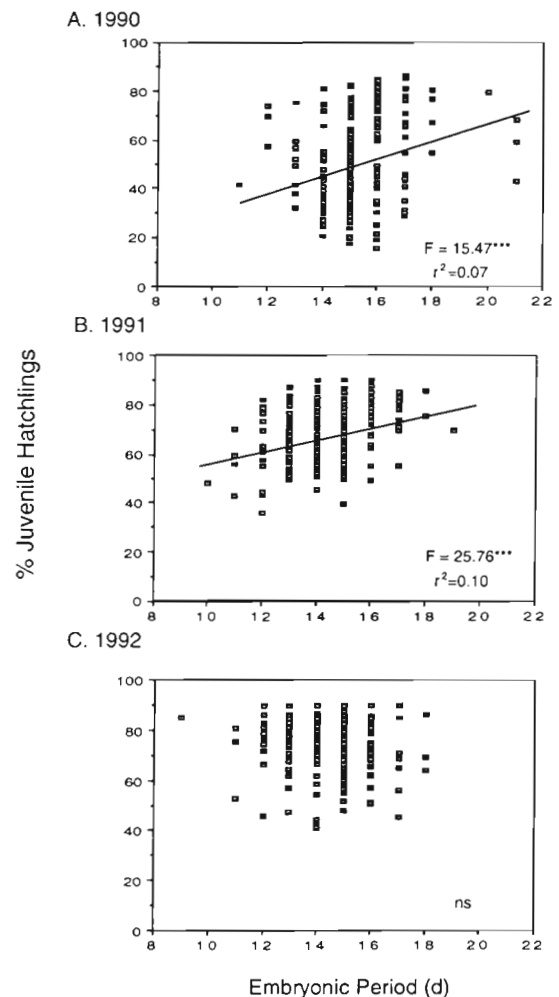 A. 1990
100
80
60
40
20
0
F = 15.47***
r²=0.07
8 10 12 14 16 18 20 22
B. 1991
% Juvenile Hatchlings
100
80
60
40
20
0
F = 25.76***
r²=0.10
8 10 12 14 16 18 20 22
C. 1992
100
80
60
40
20
0
ns
8 10 12 14 16 18 20 22
Embryonic Period (d)